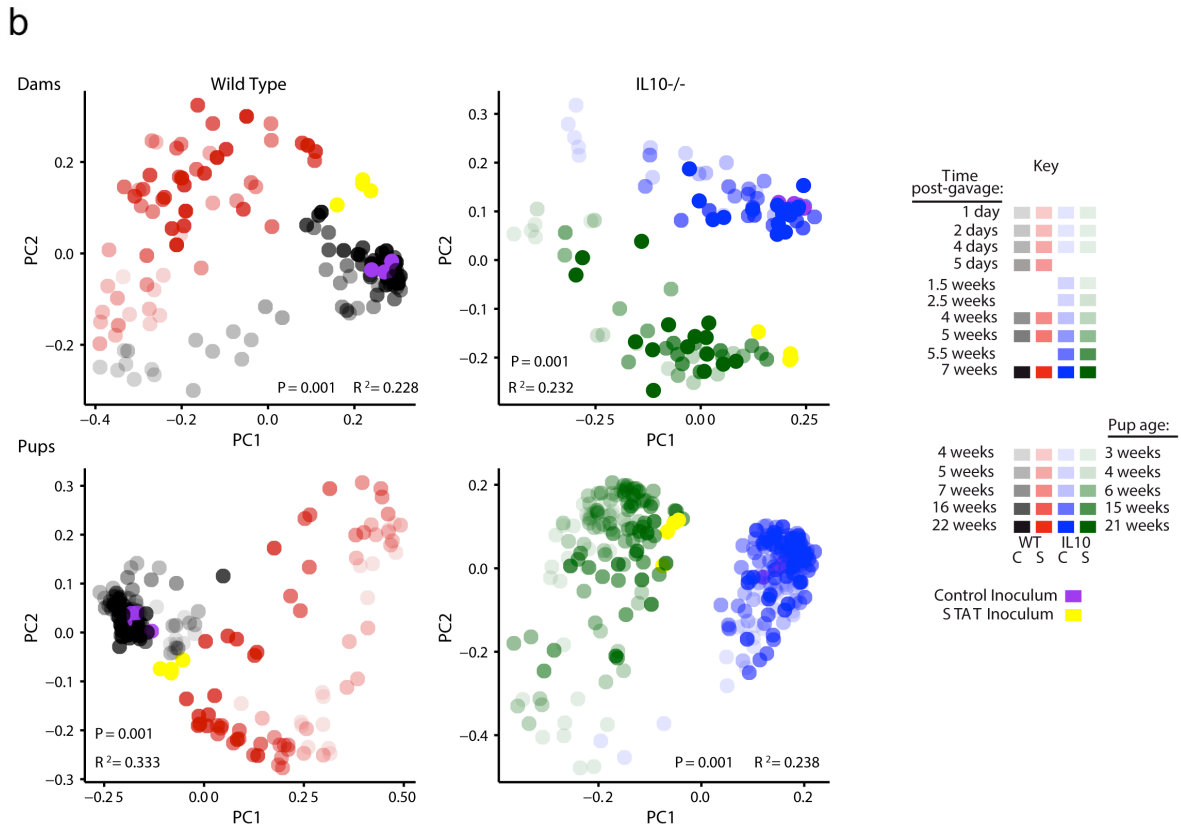 b
Dams
Wild Type
IL10-/-
PC2
0.2
0.0
−0.2
−0.4
−0.2
0.0
0.2
PC1
P = 0.001 R²= 0.228
PC2
0.3
0.2
0.1
0.0
−0.1
−0.2
−0.25
0.00
0.25
PC1
P = 0.001
R²= 0.232
Pups
PC2
0.3
0.2
0.1
0.0
−0.1
−0.2
−0.3
−0.25
0.00
0.25
0.50
PC1
P = 0.001
R²= 0.333
PC2
0.2
0.0
−0.2
−0.4
−0.2
0.0
0.2
PC1
P = 0.001 R²= 0.238
Key
Time
post-gavage:
1 day
2 days
4 days
5 days
1.5 weeks
2.5 weeks
4 weeks
5 weeks
5.5 weeks
7 weeks
Pup age:
4 weeks 3 weeks
5 weeks 4 weeks
7 weeks 6 weeks
16 weeks 15 weeks
22 weeks 21 weeks
WT IL10
C S C S
Control Inoculum
STAT Inoculum